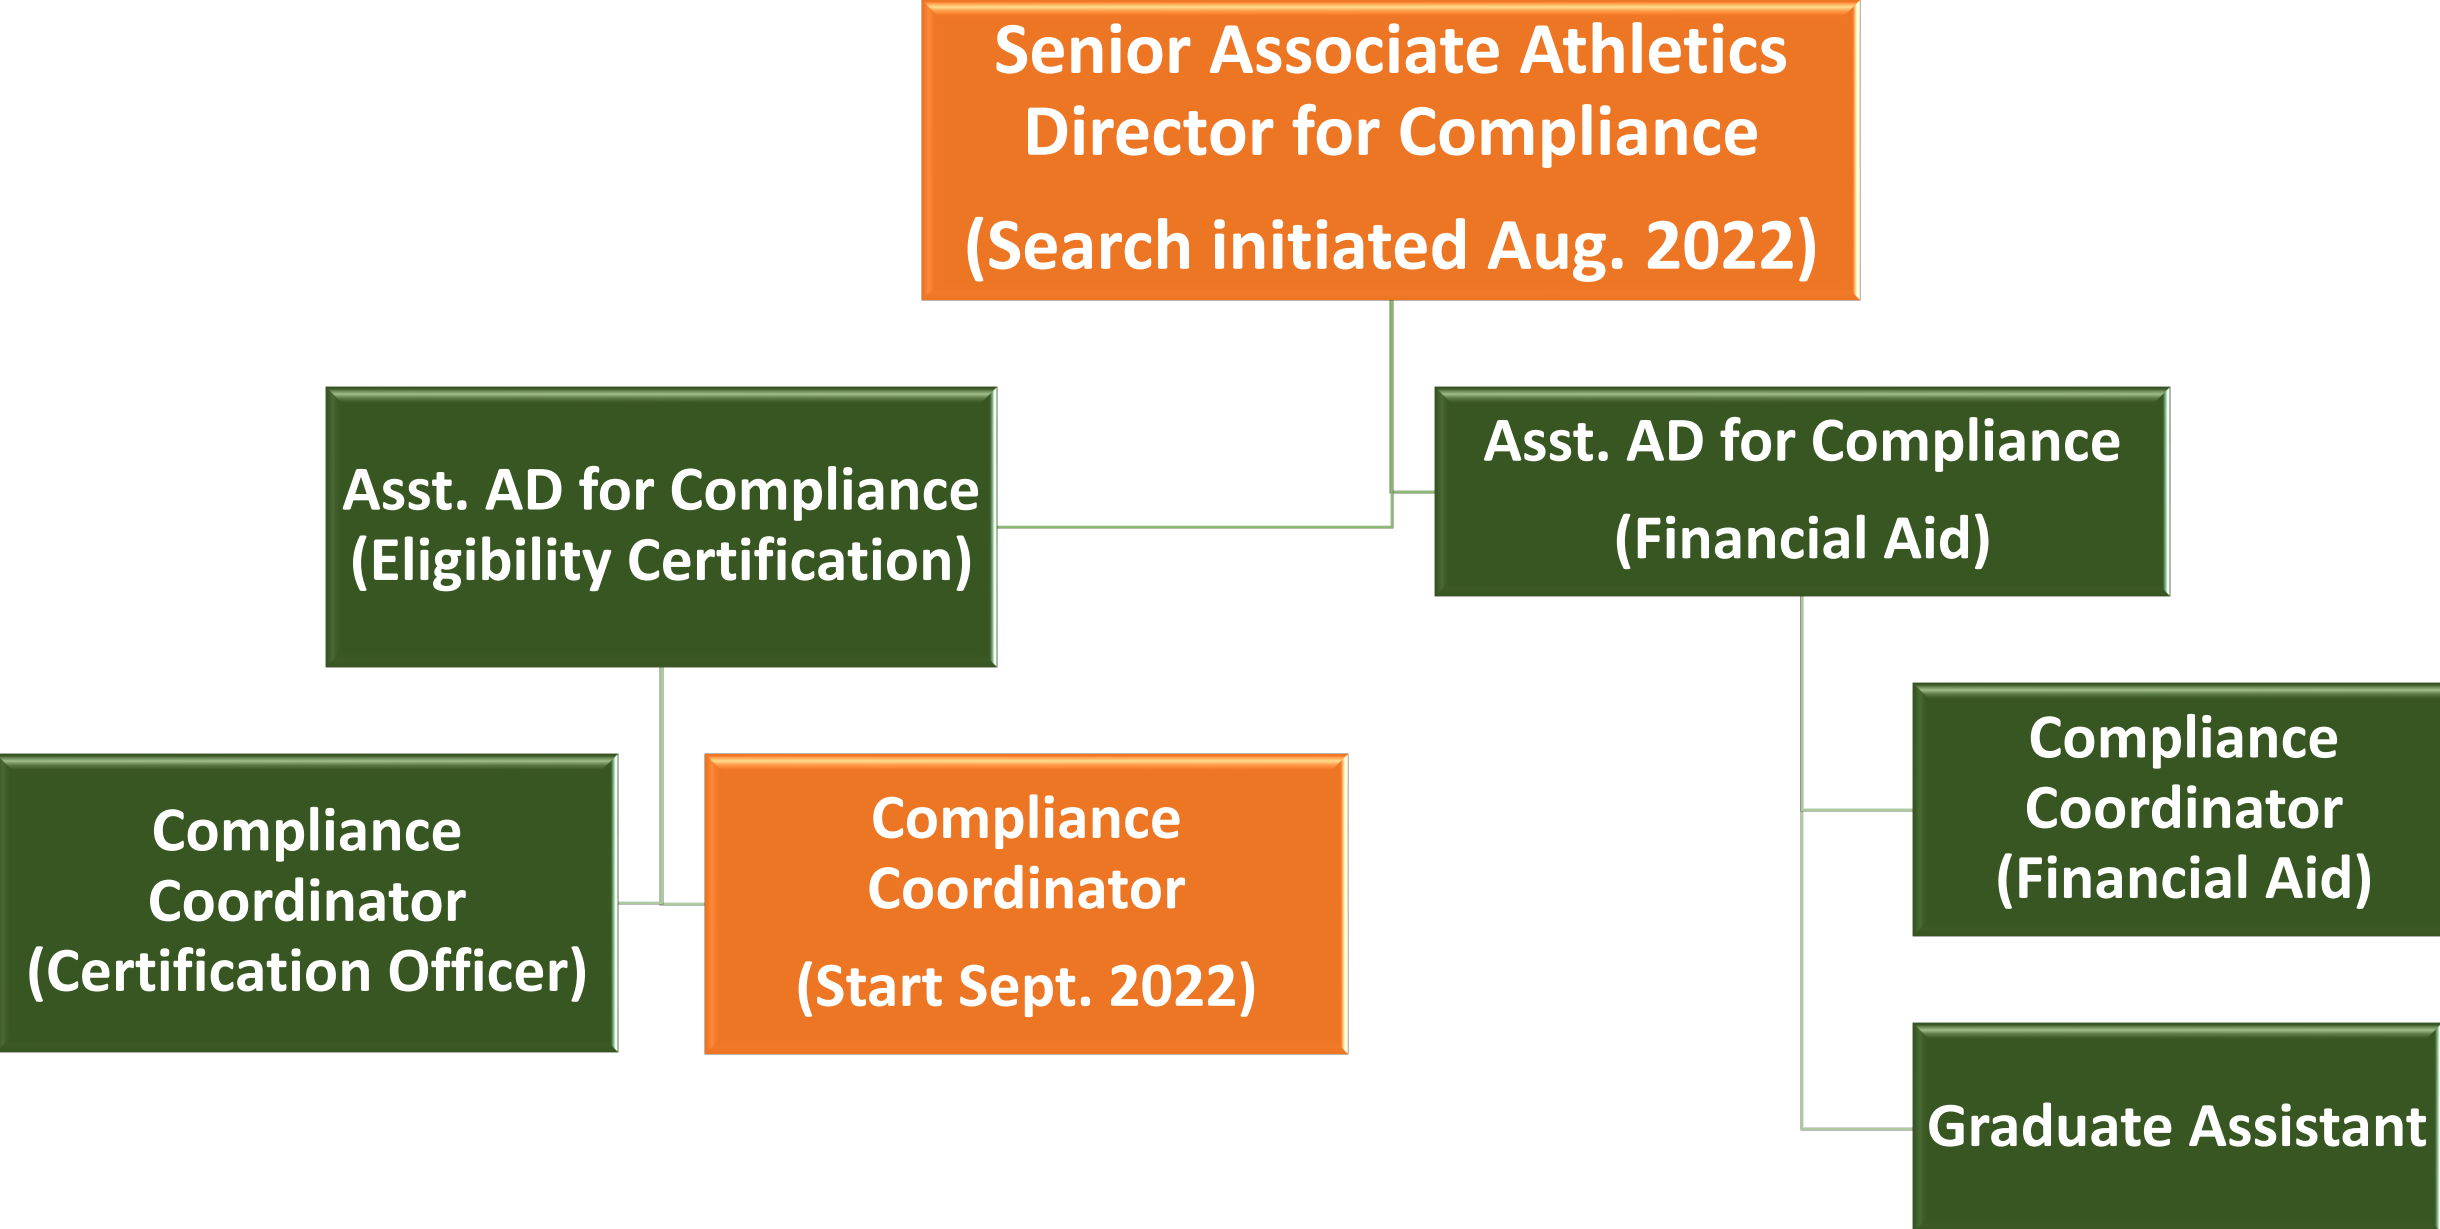 Senior Associate Athletics
Director for Compliance
(Search initiated Aug. 2022)
Asst. AD for Compliance
(Eligibility Certification)
Asst. AD for Compliance
(Financial Aid)
Compliance
Coordinator
(Certification Officer)
Compliance
Coordinator
(Start Sept. 2022)
Compliance
Coordinator
(Financial Aid)
Graduate Assistant